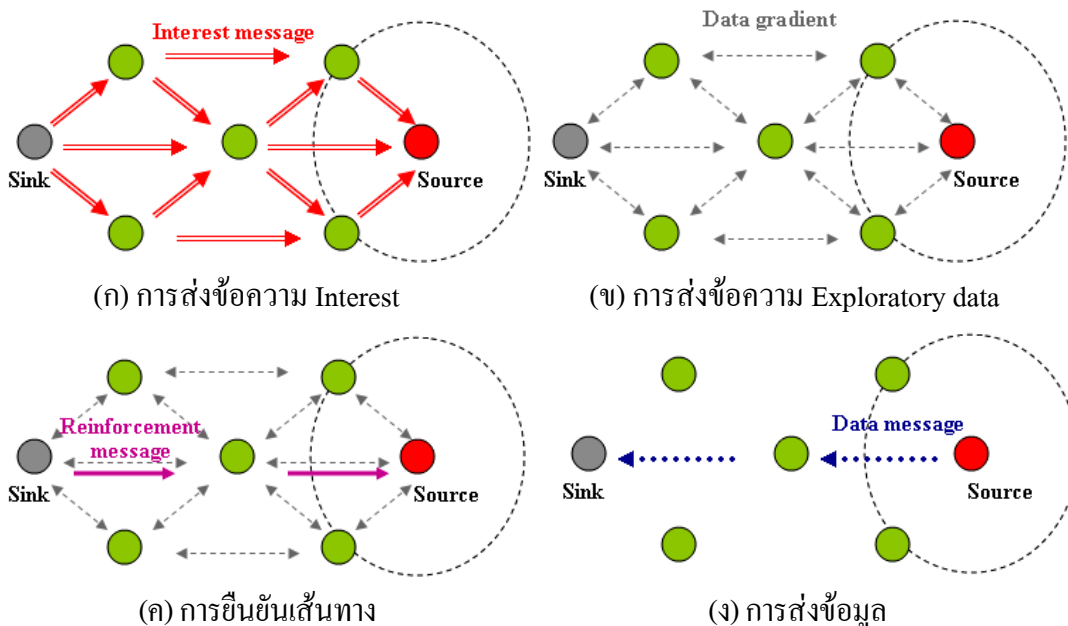 Interest message
Sink
Source
(ก) การส่งข้อความ Interest
Data gradient
Sink
Source
(ข) การส่งข้อความ Exploratory data
Reinforcement
message
Sink
Source
(ค) การยืนยันเส้นทาง
Data message
Sink
Source
(ง) การส่งข้อมูล